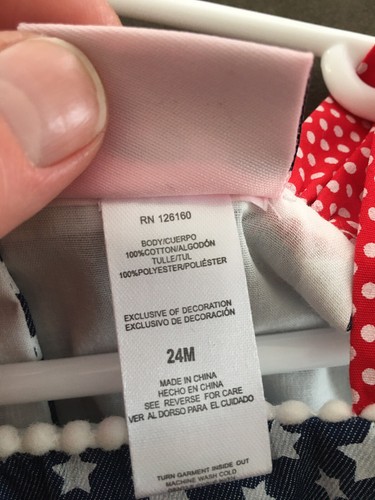 RN 126160
BODY/CUERPO
100%COTTON/ALGODÓN
TULLE/TUL
100%POLYESTER/POLIÉSTER
EXCLUSIVE OF DECORATION
EXCLUSIVO DE DECORACIÓN
24M
MADE IN CHINA
HECHO EN CHINA
SEE REVERSE FOR CARE
VER AL DORSO PARA EL CUIDADO
TURN GARMENT INSIDE OUT
MACHINE WASH COLD